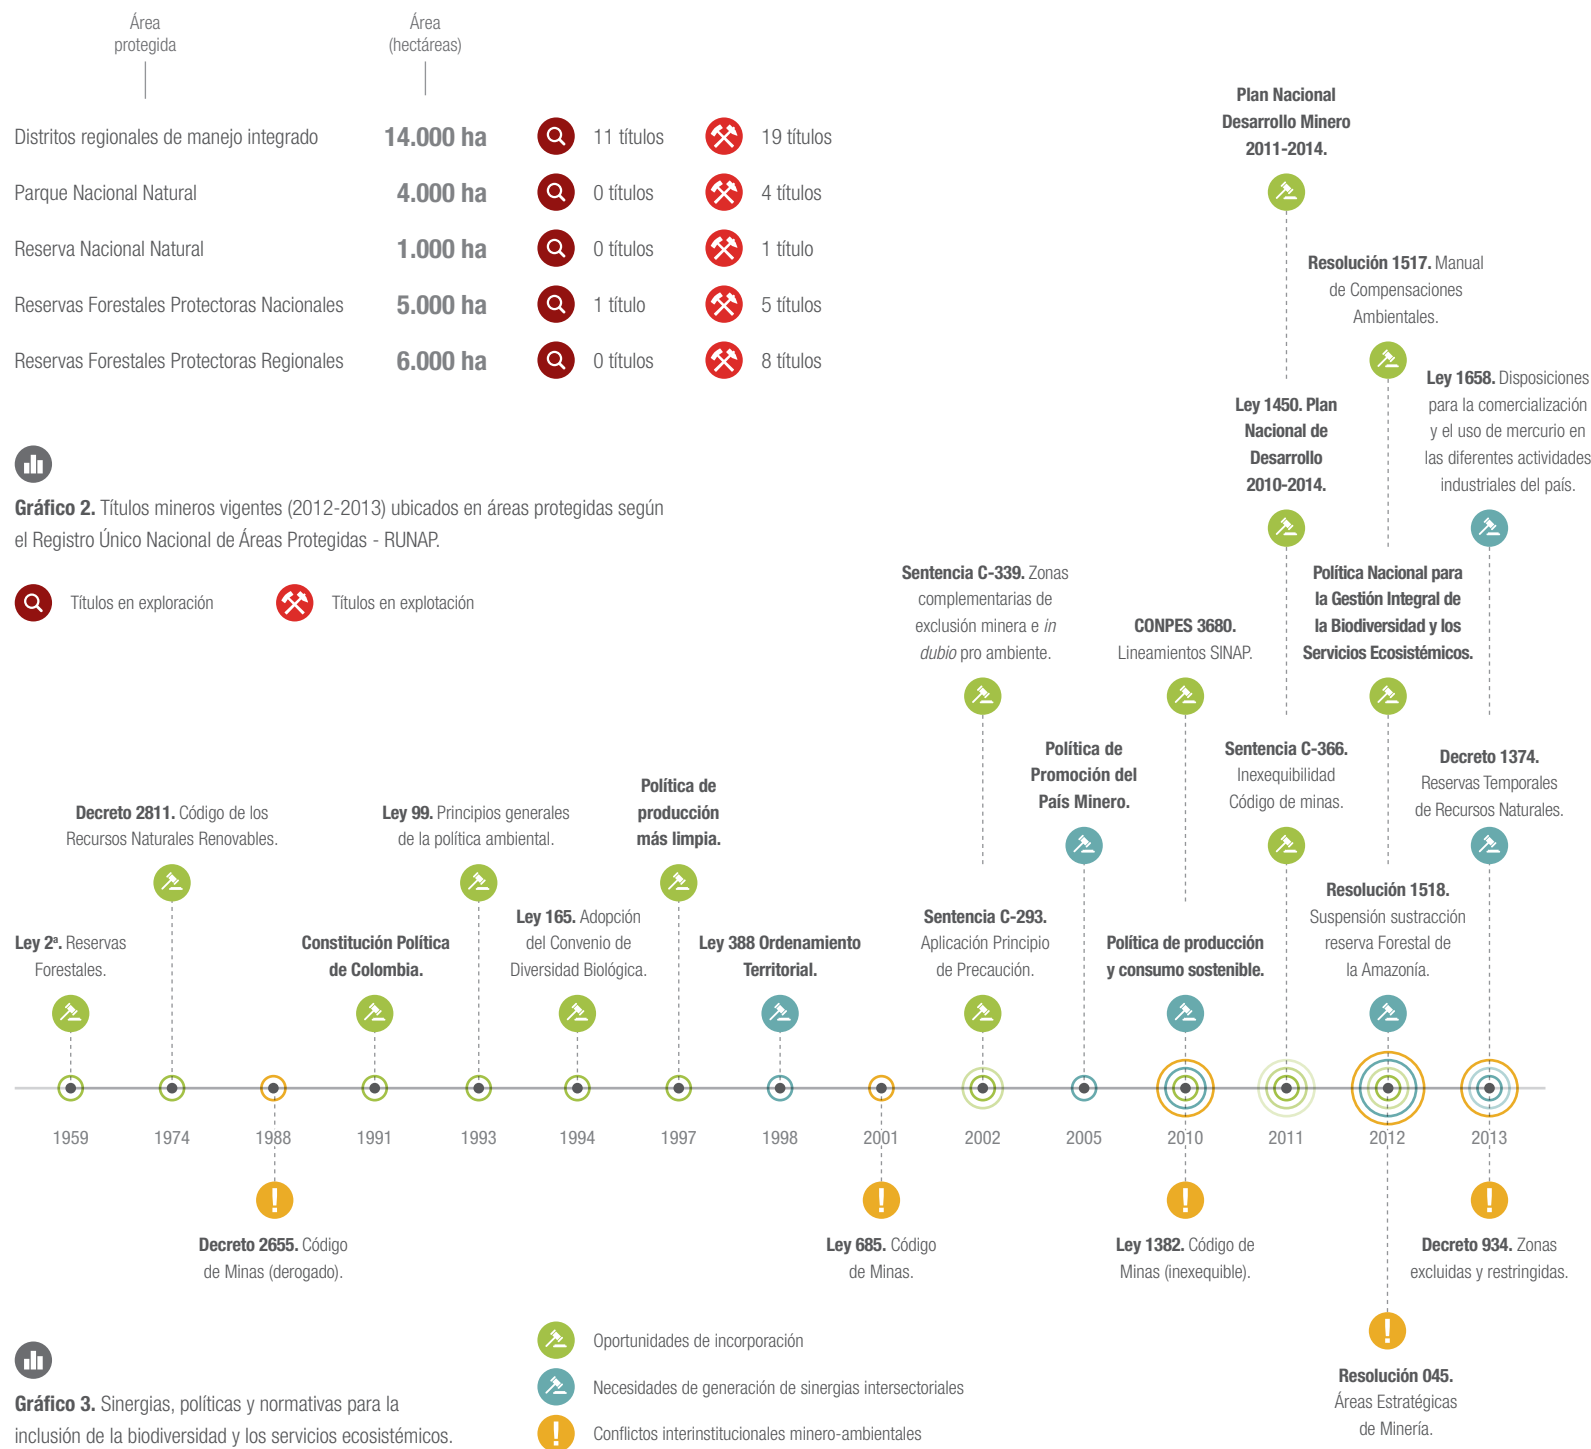 Área
protegida
Área
(hectáreas)
Distritos regionales de manejo integrado 14.000 ha 11 títulos 19 títulos
Parque Nacional Natural 4.000 ha 0 títulos 4 títulos
Reserva Nacional Natural 1.000 ha 0 títulos 1 título
Reservas Forestales Protectoras Nacionales 5.000 ha 1 título 5 títulos
Reservas Forestales Protectoras Regionales 6.000 ha 0 títulos 8 títulos
Gráfico 2. Títulos mineros vigentes (2012-2013) ubicados en áreas protegidas según
el Registro Único Nacional de Áreas Protegidas - RUNAP.
Títulos en exploración
Títulos en explotación
Ley 2ª. Reservas
Forestales.
Decreto 2811. Código de los
Recursos Naturales Renovables.
Constitución Política
de Colombia.
Ley 99. Principios generales
de la política ambiental.
Ley 165. Adopción
del Convenio de
Diversidad Biológica.
Política de
producción
más limpia.
Ley 388 Ordenamiento
Territorial.
Sentencia C-339. Zonas
complementarias de
exclusión minera e in
dubio pro ambiente.
Sentencia C-293.
Aplicación Principio
de Precaución.
Política de
Promoción del
País Minero.
CONPES 3680.
Lineamientos SINAP.
Política de producción
y consumo sostenible.
Plan Nacional
Desarrollo Minero
2011-2014.
Ley 1450. Plan
Nacional de
Desarrollo
2010-2014.
Sentencia C-366.
Inexequibilidad
Código de minas.
Resolución 1517. Manual
de Compensaciones
Ambientales.
Política Nacional para
la Gestión Integral de
la Biodiversidad y los
Servicios Ecosistémicos.
Resolución 1518.
Suspensión sustracción
reserva Forestal de
la Amazonía.
Ley 1658. Disposiciones
para la comercialización
y el uso de mercurio en
las diferentes actividades
industriales del país.
Decreto 1374.
Reservas Temporales
de Recursos Naturales.
1959 1974 1988 1991 1993 1994 1997 1998 2001 2002 2005 2010 2011 2012 2013
Decreto 2655. Código
de Minas (derogado).
Ley 685. Código
de Minas.
Ley 1382. Código de
Minas (inexequible).
Decreto 934. Zonas
excluidas y restringidas.
Resolución 045.
Áreas Estratégicas
de Minería.
Gráfico 3. Sinergias, políticas y normativas para la
inclusión de la biodiversidad y los servicios ecosistémicos.
Oportunidades de incorporación
Necesidades de generación de sinergias intersectoriales
Conflictos interinstitucionales minero-ambientales